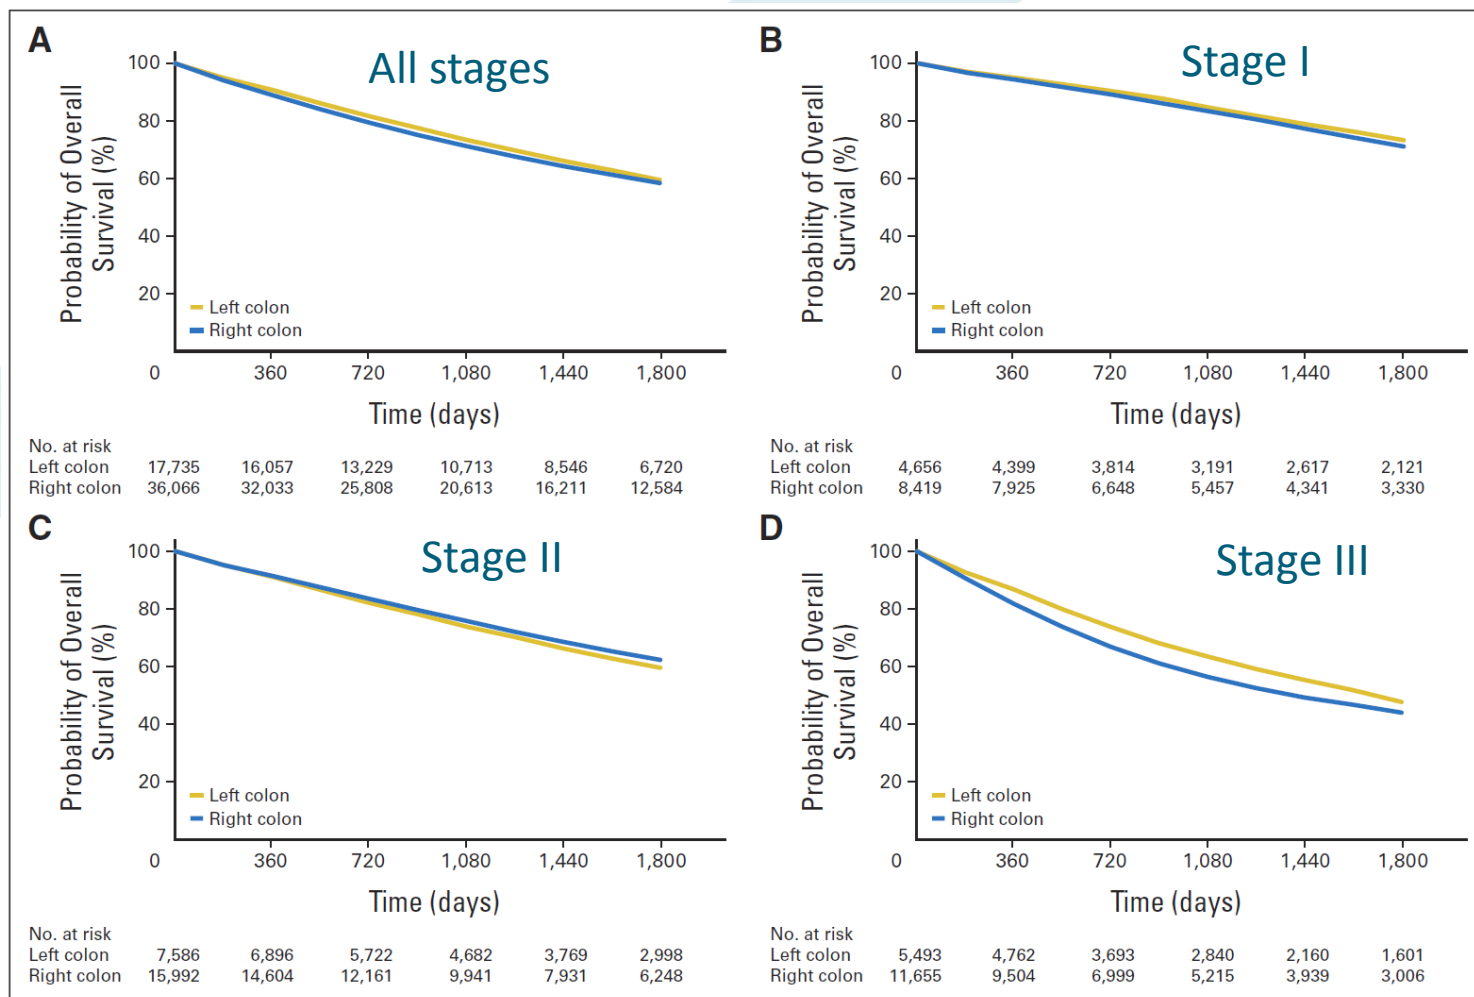 A
All stages
Probability of Overall
Survival (%)
100
80
60
40
20
Left colon
Right colon
0 360 720 1,080 1,440 1,800
Time (days)
No. at risk
Left colon 17,735 16,057 13,229 10,713 8,546 6,720
Right colon 36,066 32,033 25,808 20,613 16,211 12,584
B
Stage I
Probability of Overall
Survival (%)
100
80
60
40
20
Left colon
Right colon
0 360 720 1,080 1,440 1,800
Time (days)
No. at risk
Left colon 4,656 4,399 3,814 3,191 2,617 2,121
Right colon 8,419 7,925 6,648 5,457 4,341 3,330
C
Stage II
Probability of Overall
Survival (%)
100
80
60
40
20
Left colon
Right colon
0 360 720 1,080 1,440 1,800
Time (days)
No. at risk
Left colon 7,586 6,896 5,722 4,682 3,769 2,998
Right colon 15,992 14,604 12,161 9,941 7,931 6,248
D
Stage III
Probability of Overall
Survival (%)
100
80
60
40
20
Left colon
Right colon
0 360 720 1,080 1,440 1,800
Time (days)
No. at risk
Left colon 5,493 4,762 3,693 2,840 2,160 1,601
Right colon 11,655 9,504 6,999 5,215 3,939 3,006